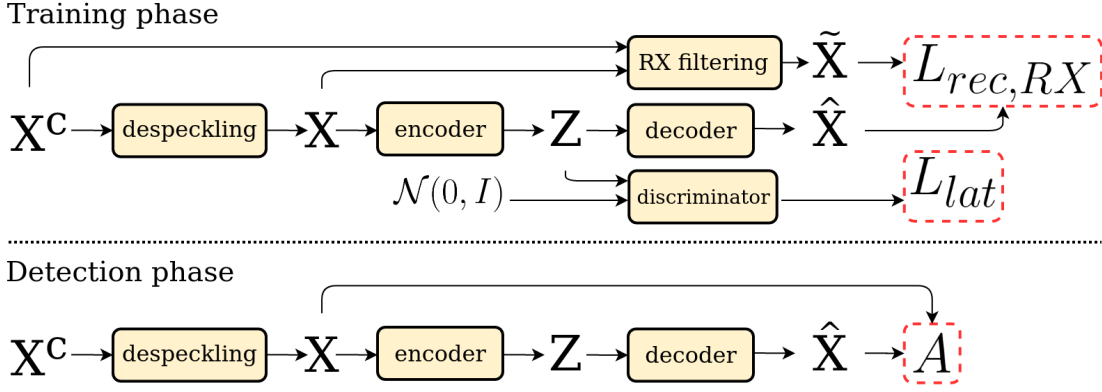 Training phase
RX filtering X̃ L_{rec,RX}
X^C despeckling X encoder Z decoder X̂
N(0, I) discriminator L_{lat}
Detection phase
X^C despeckling X encoder Z decoder X̂ A